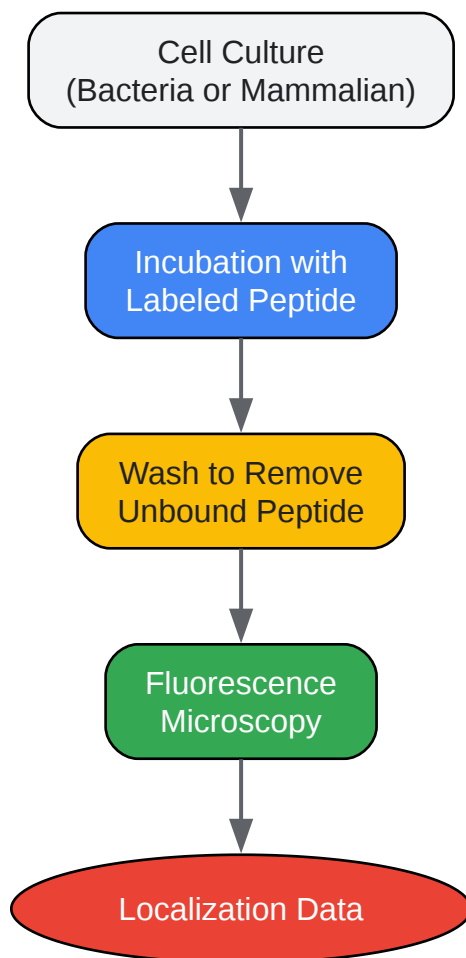 Cell Culture
(Bacteria or Mammalian)
Incubation with
Labeled Peptide
Wash to Remove
Unbound Peptide
Fluorescence
Microscopy
Localization Data